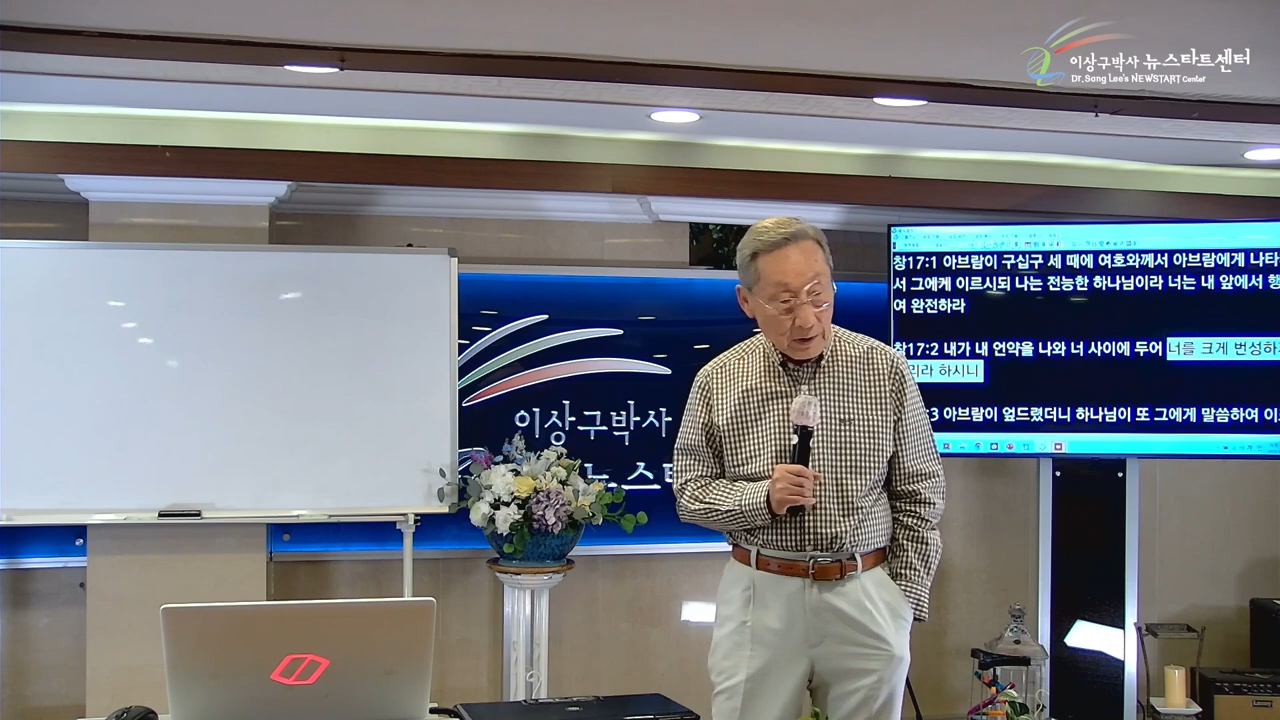 이상구박사 뉴스타트센터
Dr. Sang Lee's NEWSTART Center
창17:1 아브람이 구십구 세 때에 여호와께서 아브람에게 나타
서 그에게 이르시되 나는 전능한 하나님이라 너는 내 앞에서 행
여 완전하라
창17:2 내가 내 언약을 나와 너 사이에 두어 너를 크게 번성하
리라 하시니
3 아브람이 엎드렸더니 하나님이 또 그에게 말씀하여 이
이상구박사
뉴스타